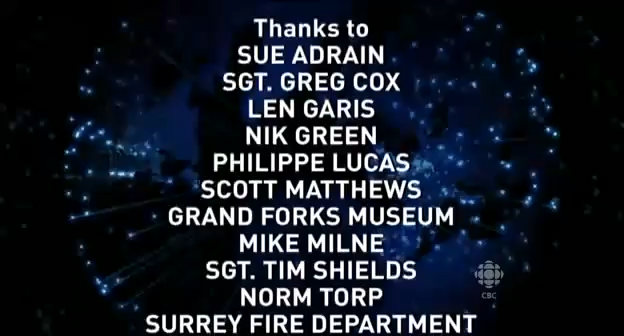 Thanks to
SUE ADRAIN
SGT. GREG COX
LEN GARIS
NIK GREEN
PHILIPPE LUCAS
SCOTT MATTHEWS
GRAND FORKS MUSEUM
MIKE MILNE
SGT. TIM SHIELDS
NORM TORP
CBC
SURREY FIRE DEPARTMENT